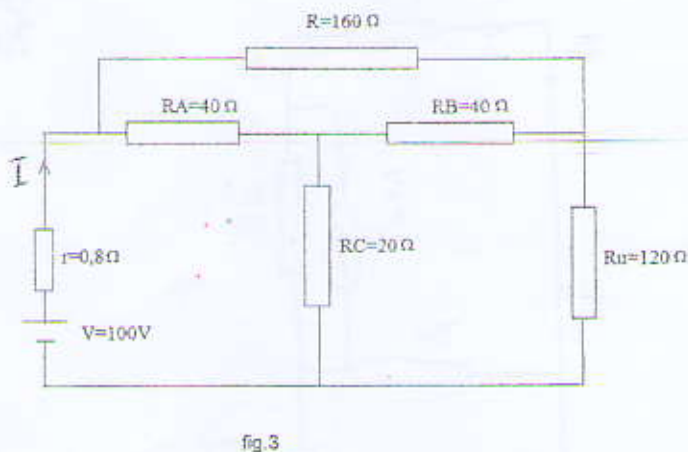 R=160 Ω
RA=40 Ω
RB=40 Ω
I
r=0,8 Ω
RC=20 Ω
Ru=120 Ω
V=100V
fig.3